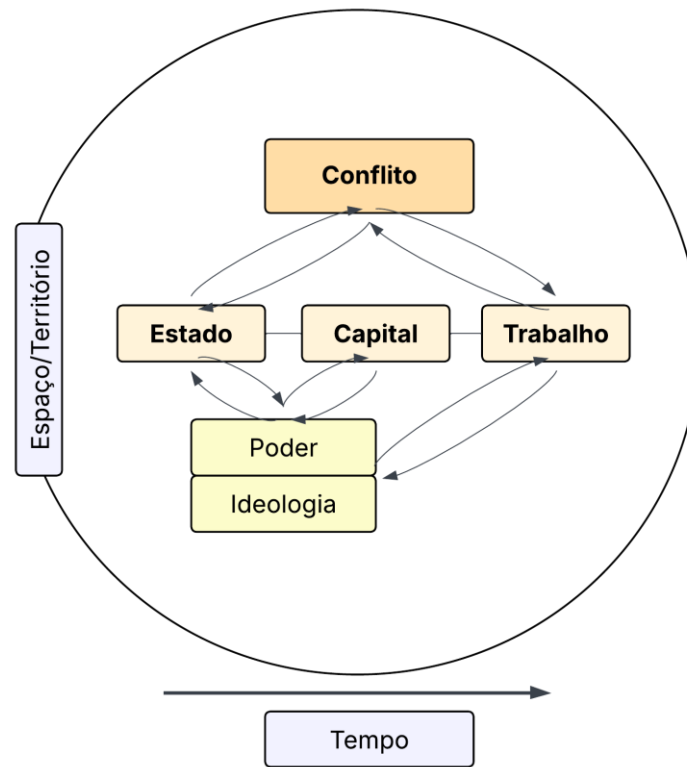 Conflito
Espaço/Território
Estado
Capital
Trabalho
Poder
Ideologia
Tempo